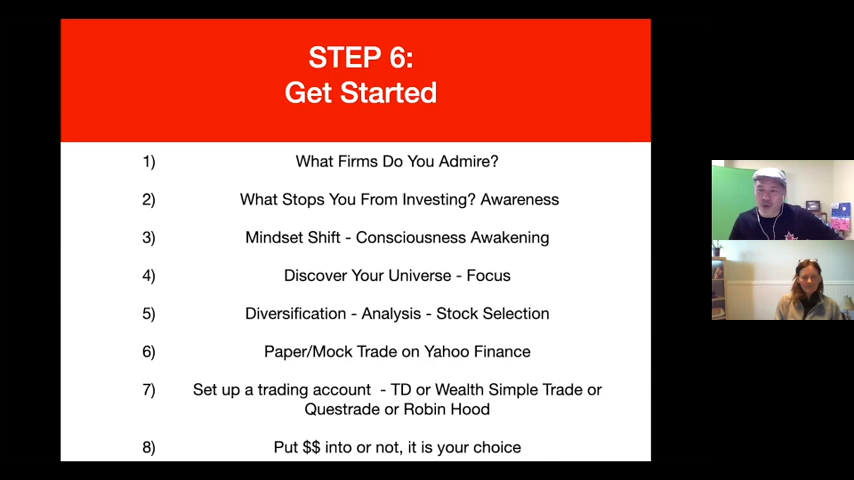 STEP 6:
Get Started
1) What Firms Do You Admire?
2) What Stops You From Investing? Awareness
3) Mindset Shift - Consciousness Awakening
4) Discover Your Universe - Focus
5) Diversification - Analysis - Stock Selection
6) Paper/Mock Trade on Yahoo Finance
7) Set up a trading account - TD or Wealth Simple Trade or
Questrade or Robin Hood
8) Put $$ into or not, it is your choice